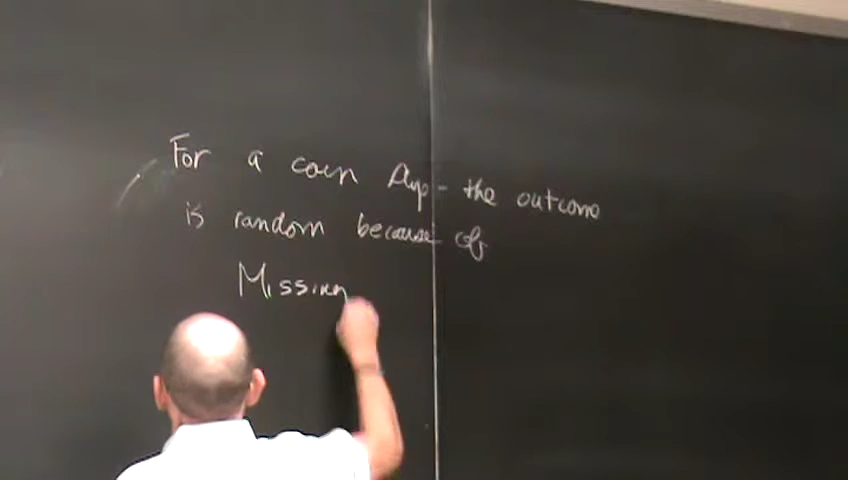 For a coin flip - the outcome
is random because of
Missing